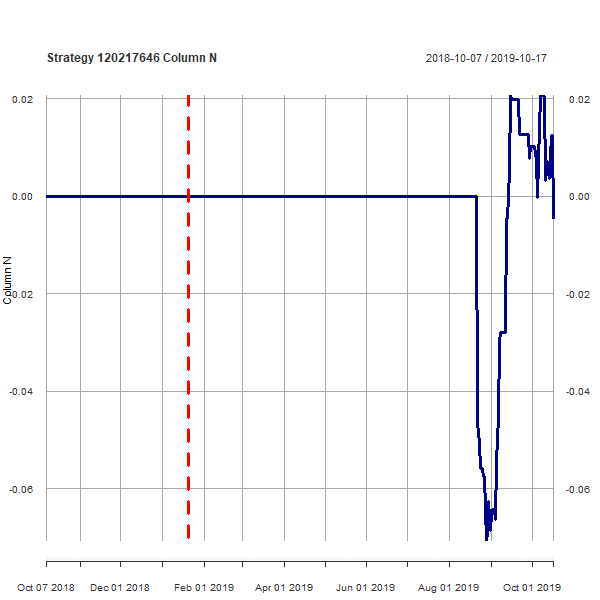 Strategy 120217646 Column N
2018-10-07 / 2019-10-17
0.02
0.02
0.00
0.00
Column N
-0.02
-0.02
-0.04
-0.04
-0.06
-0.06
Oct 07 2018
Dec 01 2018
Feb 01 2019
Apr 01 2019
Jun 01 2019
Aug 01 2019
Oct 01 2019